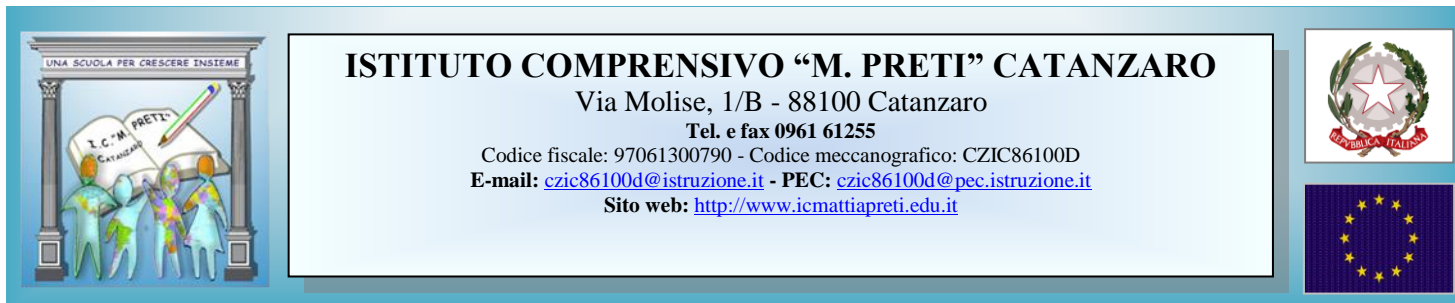 UNA SCUOLA PER CRESCERE INSIEME
I.C. "M. PRETI"
CATANZARO
ISTITUTO COMPRENSIVO “M. PRETI” CATANZARO
Via Molise, 1/B - 88100 Catanzaro
Tel. e fax 0961 61255
Codice fiscale: 97061300790 - Codice meccanografico: CZIC86100D
E-mail: czic86100d@istruzione.it - PEC: czic86100d@pec.istruzione.it
Sito web: http://www.icmattiapreti.edu.it
REPVBBLICA ITALIANA